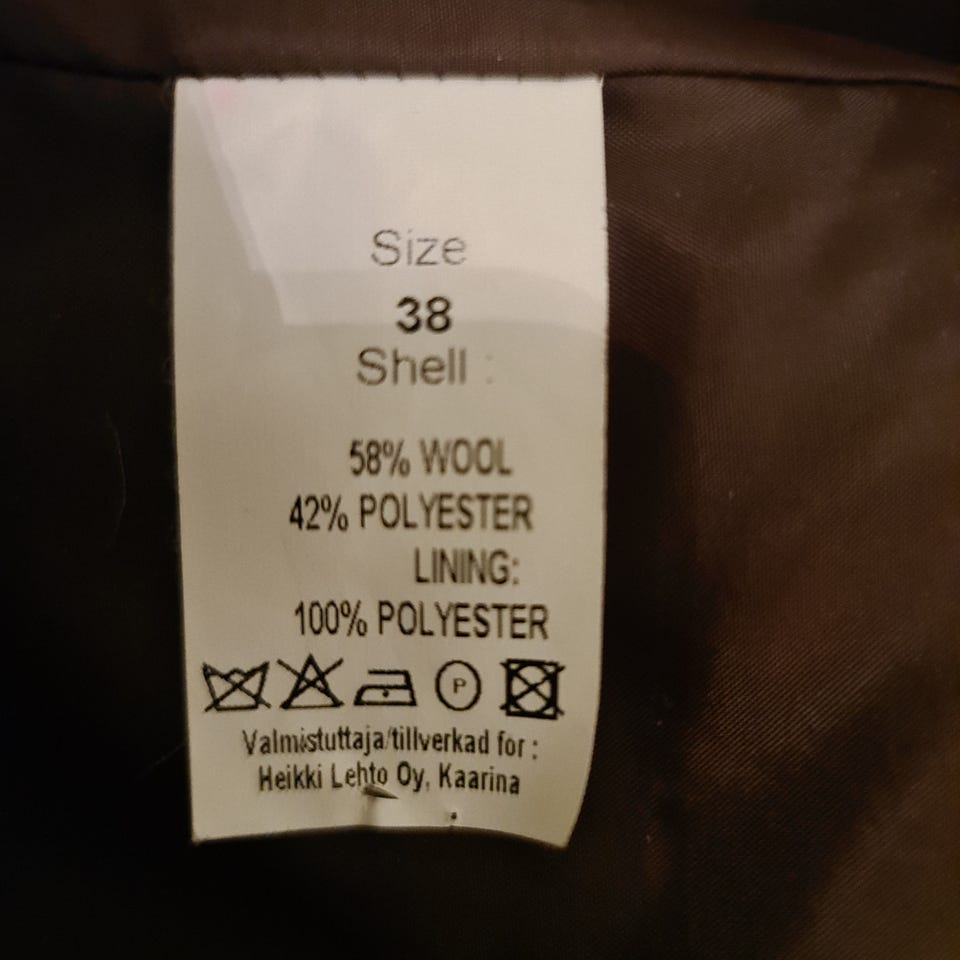 Size
38
Shell :
58% WOOL
42% POLYESTER
LINING:
100% POLYESTER
P
Valmistuttaja/tillverkad for :
Heikki Lehto Oy, Kaarina